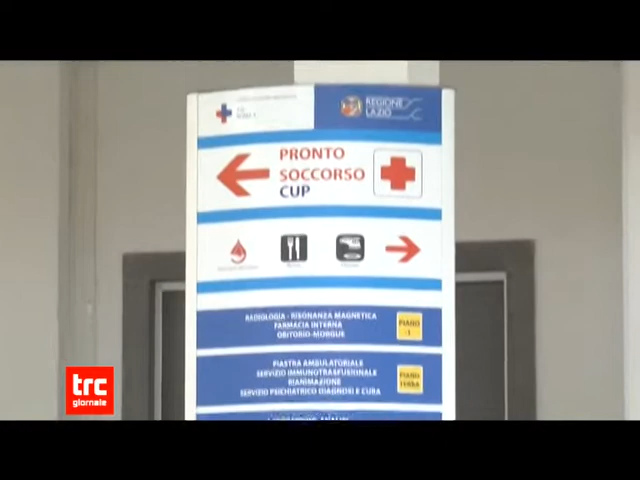 REGIONE
LAZIO
PRONTO
SOCCORSO
CUP
RADIOLOGIA - RISONANZA MAGNETICA
FARMACIA INTERNA
OBITORIO-MORGUE
PIANO
-1
PIASTRA AMBULATORIALE
SERVIZIO IMMUNOTRASFUSIONALE
RIANIMAZIONE
SERVIZIO PSICHIATRICO DIAGNOSI E CURA
PIANO
TERRA
trc
giornale